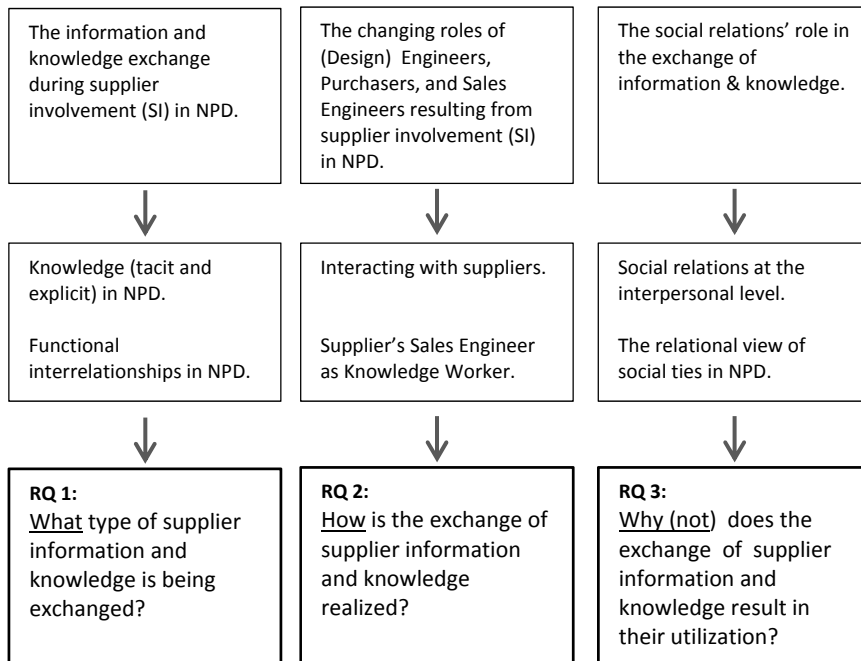 The information and
knowledge exchange
during supplier
involvement (SI) in NPD.
The changing roles of
(Design) Engineers,
Purchasers, and Sales
Engineers resulting from
supplier involvement (SI)
in NPD.
The social relations’ role in
the exchange of
information & knowledge.
Knowledge (tacit and
explicit) in NPD.
Functional
interrelationships in NPD.
Interacting with suppliers.
Supplier’s Sales Engineer
as Knowledge Worker.
Social relations at the
interpersonal level.
The relational view of
social ties in NPD.
RQ 1:
What type of supplier
information and
knowledge is being
exchanged?
RQ 2:
How is the exchange of
supplier information
and knowledge
realized?
RQ 3:
Why (not) does the
exchange of supplier
information and
knowledge result in
their utilization?